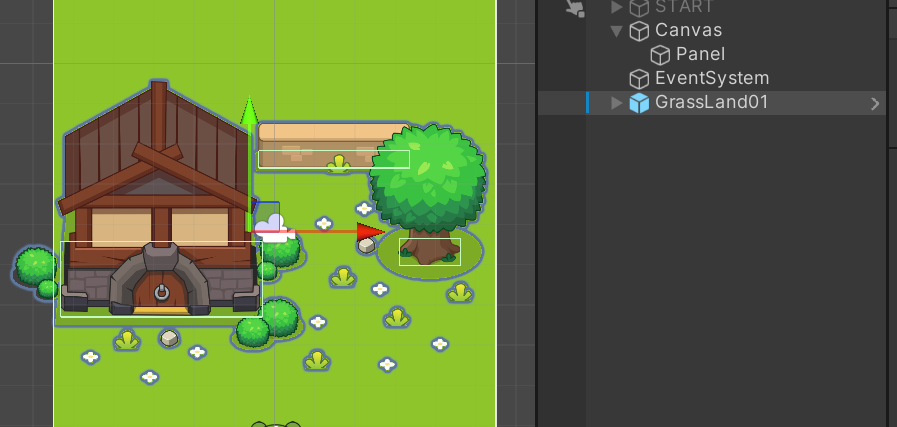 START
Canvas
Panel
EventSystem
GrassLand01